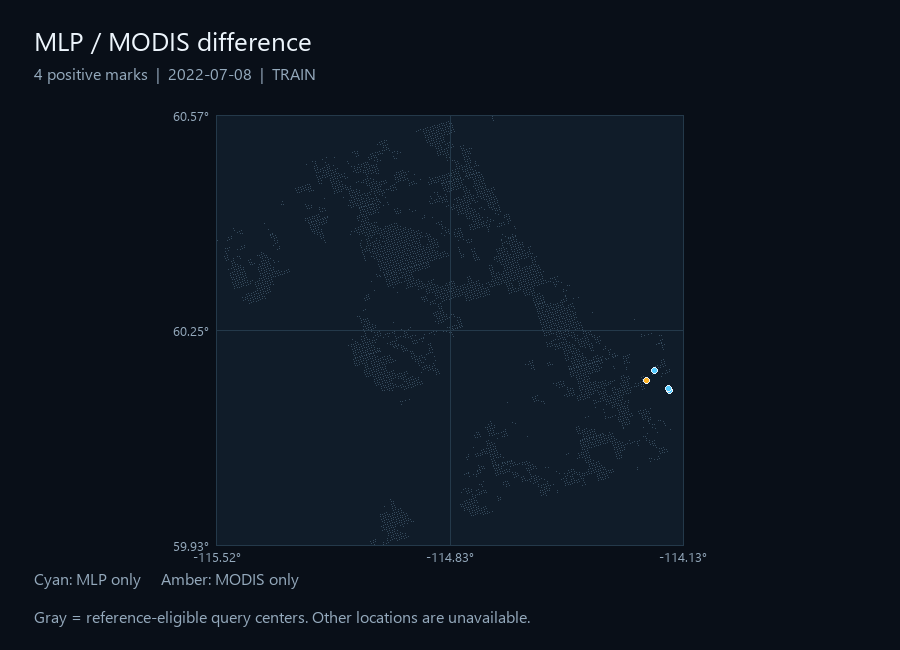 MLP / MODIS difference
4 positive marks | 2022-07-08 | TRAIN
60.57°
60.25°
59.93°
-115.52° -114.83° -114.13°
Cyan: MLP only Amber: MODIS only
Gray = reference-eligible query centers. Other locations are unavailable.